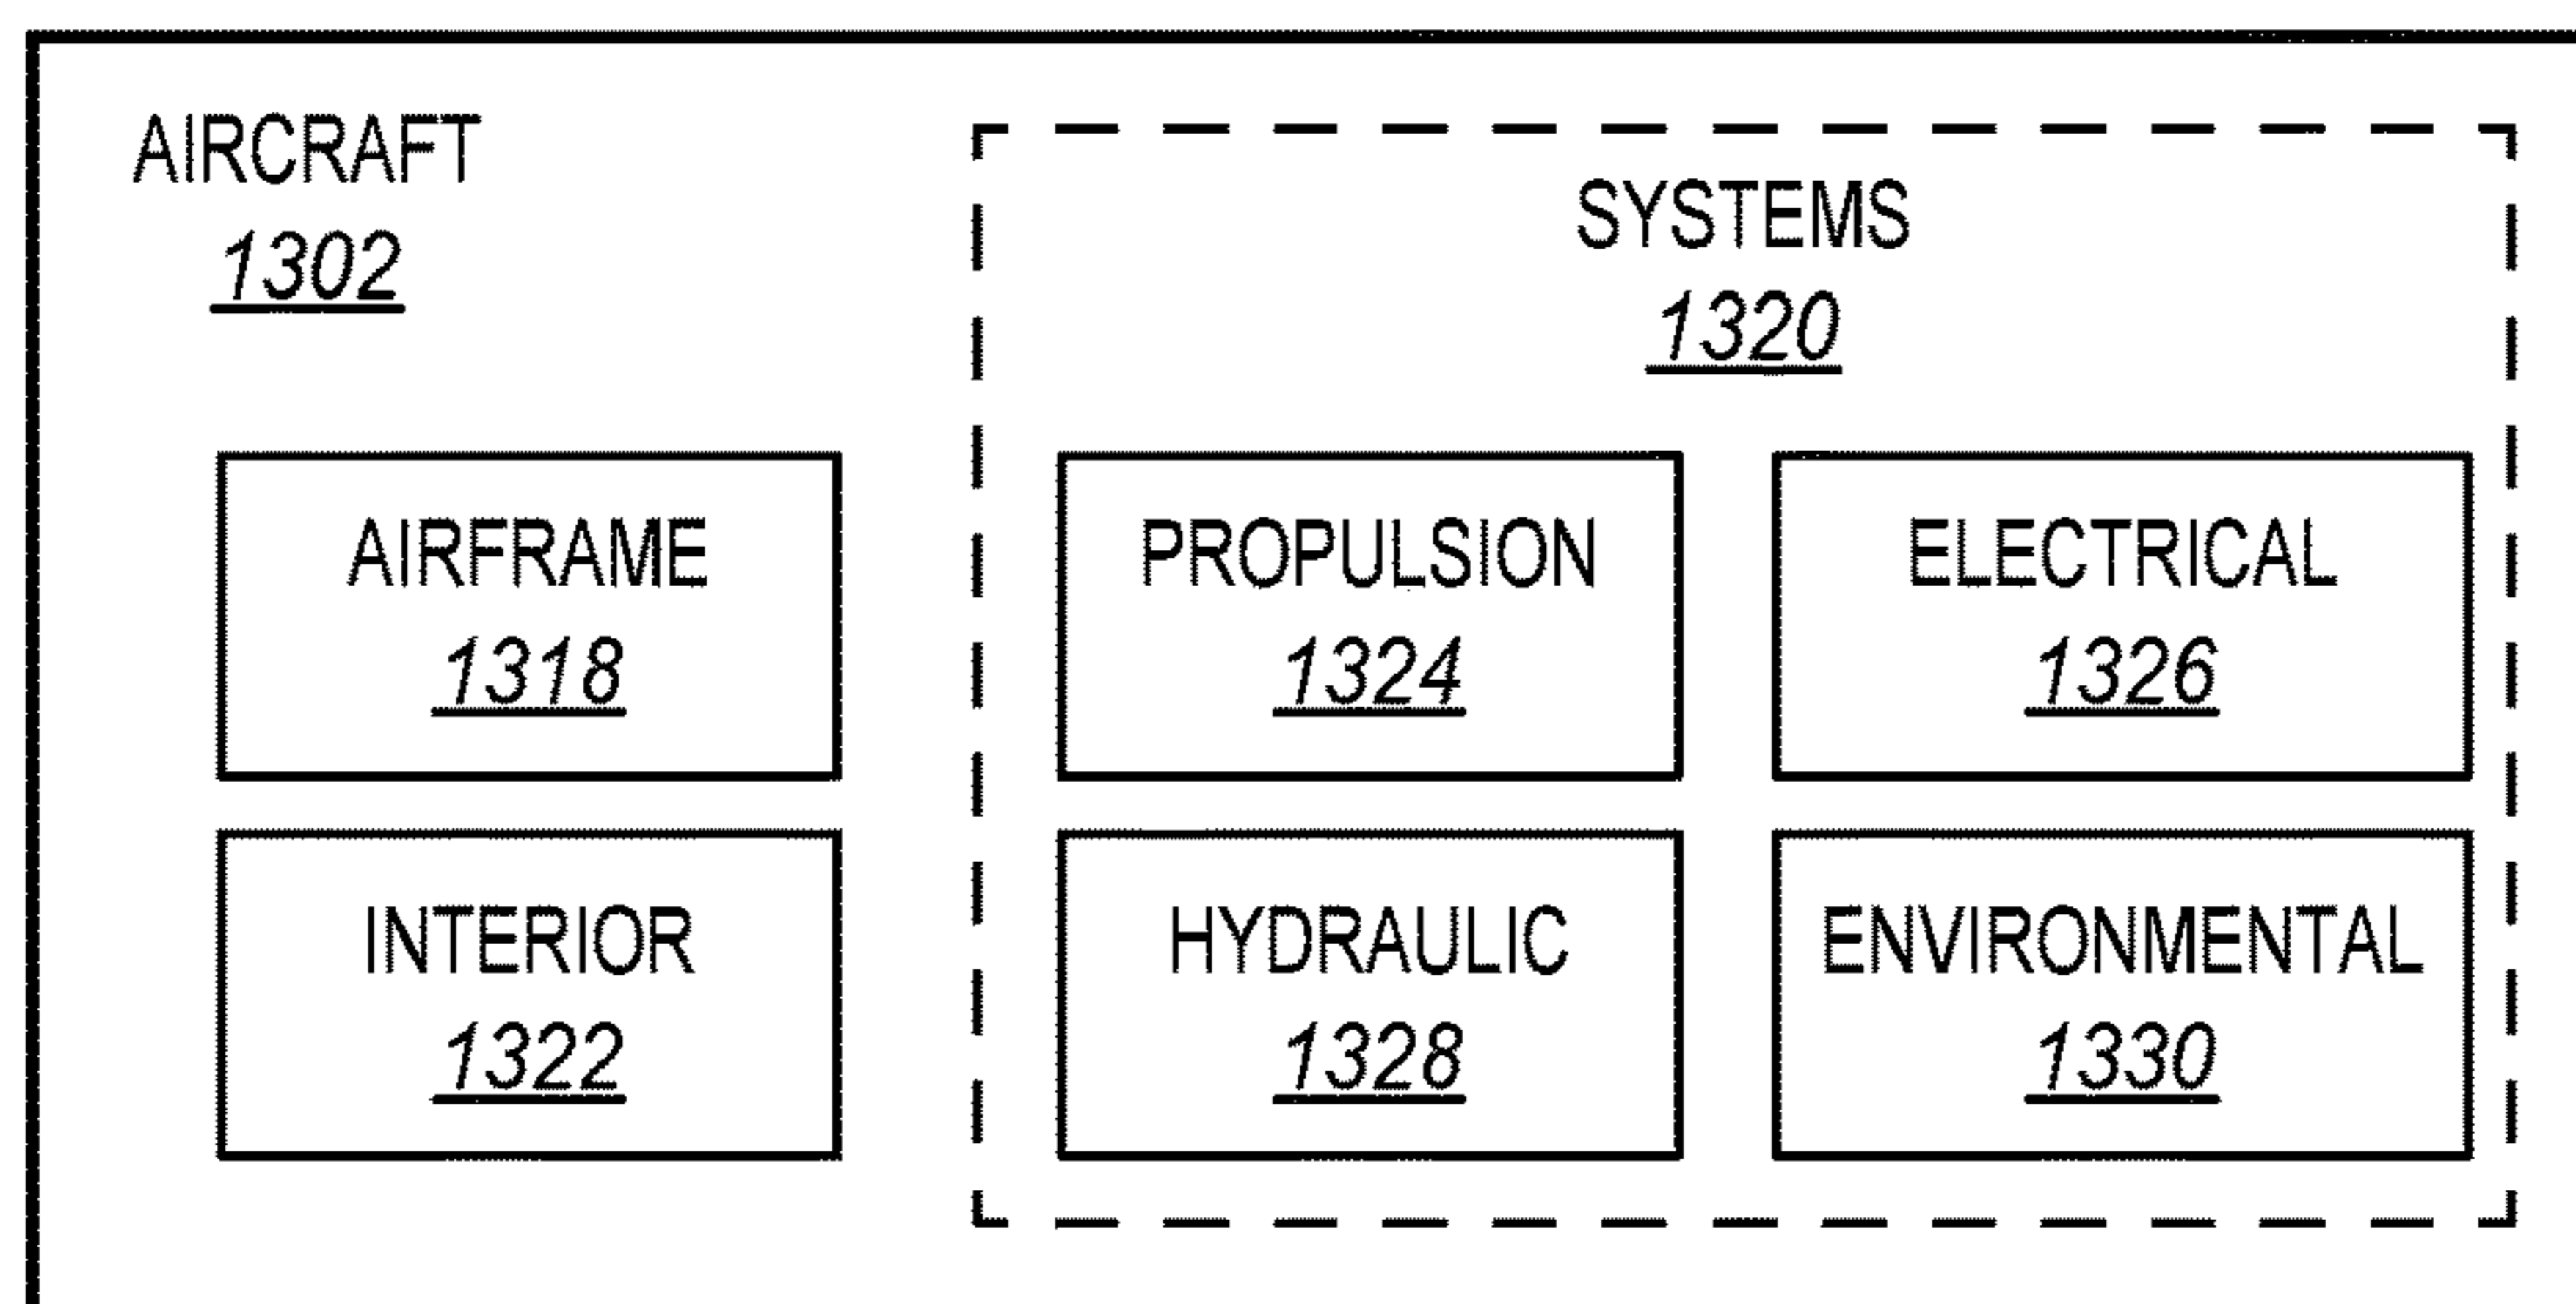 AIRCRAFT
1302
SYSTEMS
1320
AIRFRAME
1318
PROPULSION
1324
ELECTRICAL
1326
INTERIOR
1322
HYDRAULIC
1328
ENVIRONMENTAL
1330